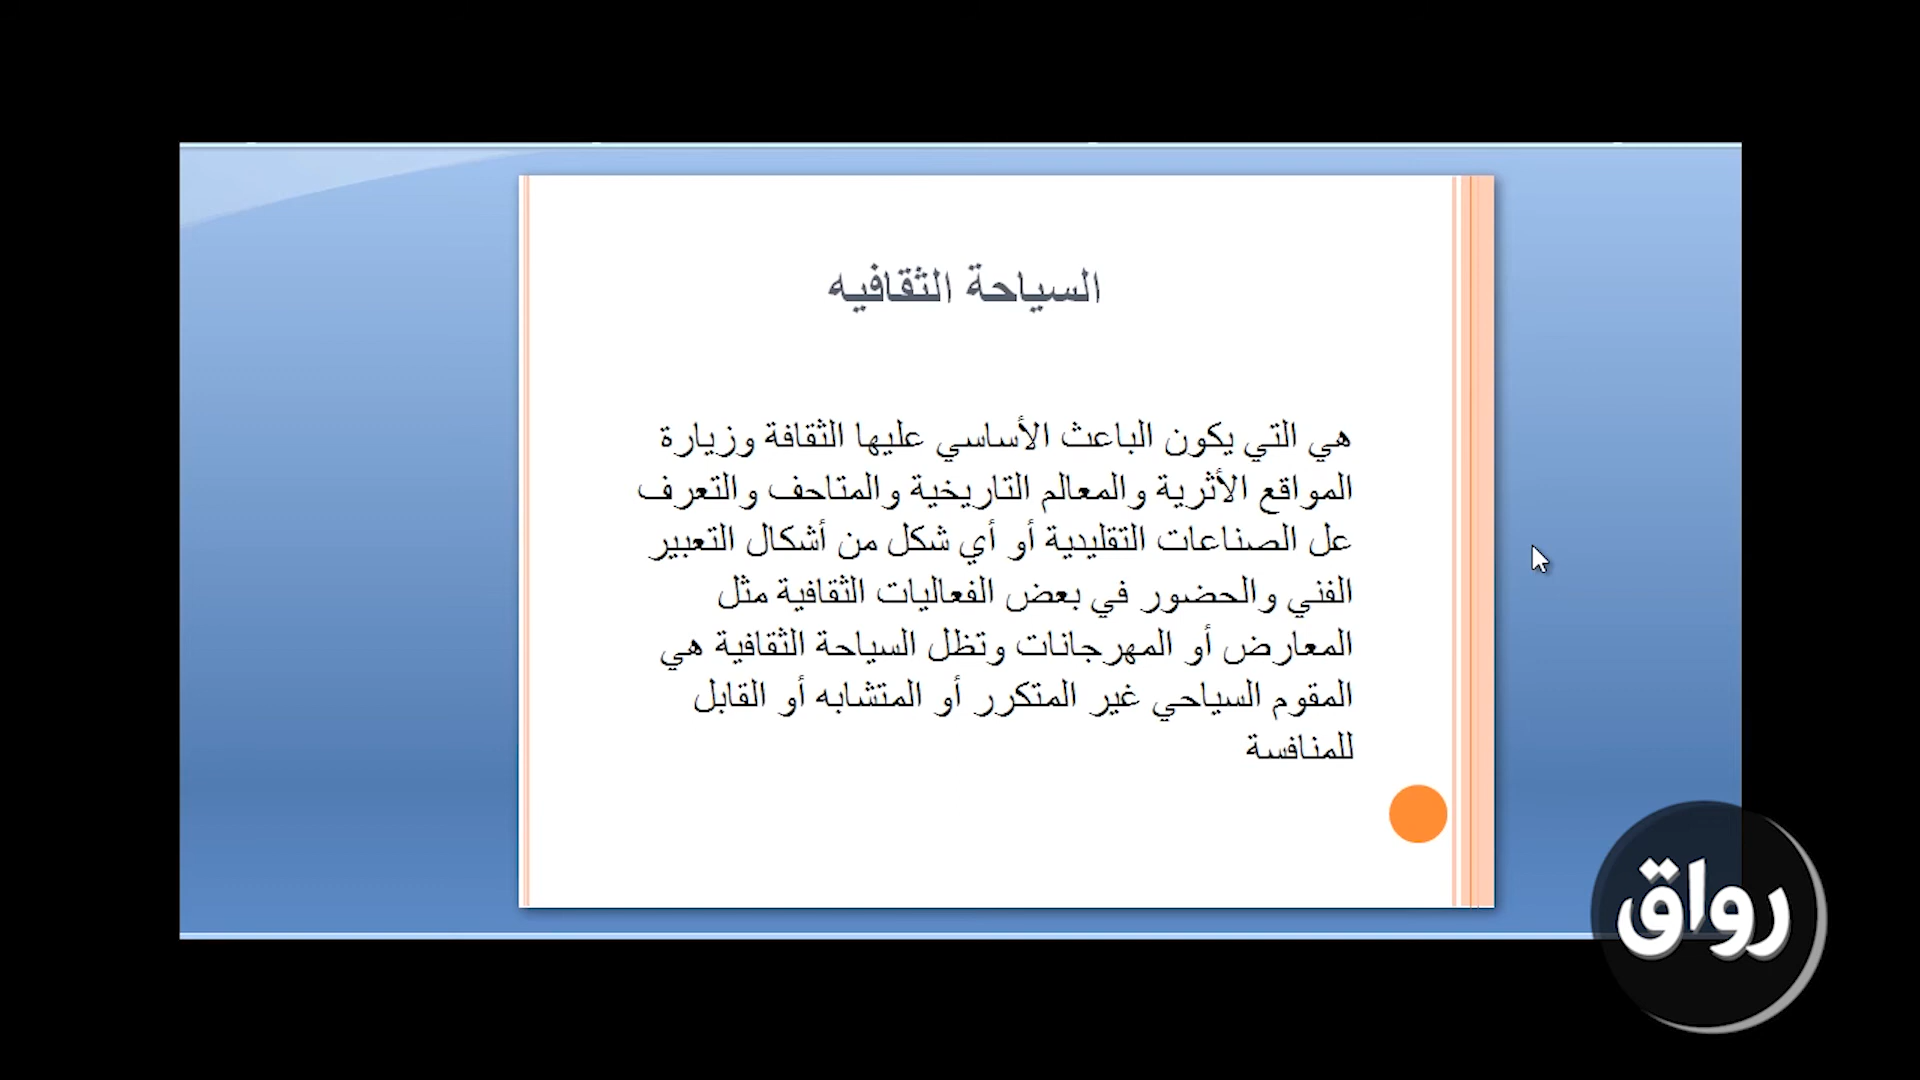 السياحة الثقافيه
هي التي يكون الباعث الأساسي عليها الثقافة وزيارة
المواقع الأثرية والمعالم التاريخية والمتاحف والتعرف
عل الصناعات التقليدية أو أي شكل من أشكال التعبير
الفني والحضور في بعض الفعاليات الثقافية مثل
المعارض أو المهرجانات وتظل السياحة الثقافية هي
المقوم السياحي غير المتكرر أو المتشابه أو القابل
للمنافسة
رواق